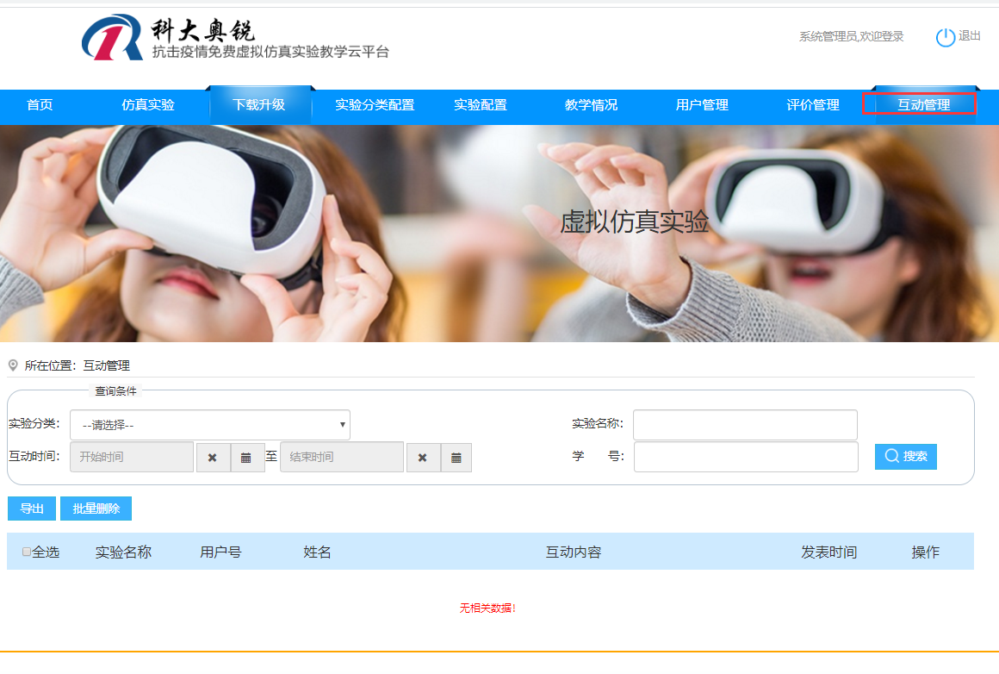 科大奥锐
抗击疫情免费虚拟仿真实验教学云平台
系统管理员,欢迎登录 退出
首页 仿真实验 下载升级 实验分类配置 实验配置 教学情况 用户管理 评价管理 互动管理
虚拟仿真实验
所在位置：互动管理
查询条件
实验分类： --请选择-- 实验名称：
互动时间： 开始时间 至 结束时间 学 号： 搜索
导出 批量删除
全选 实验名称 用户号 姓名 互动内容 发表时间 操作
无相关数据!